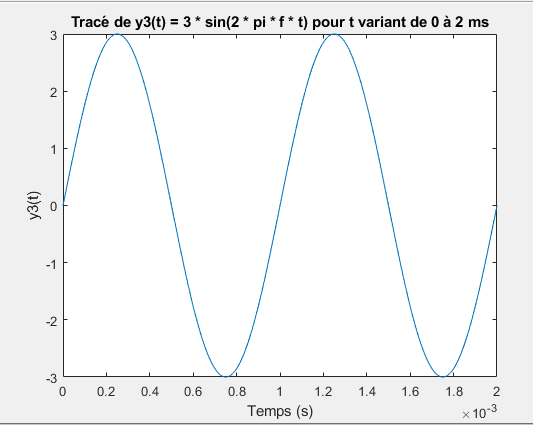 Tracé de y3(t) = 3 * sin(2 * pi * f * t) pour t variant de 0 à 2 ms
3
2
1
0
-1
-2
-3
y3(t)
0 0.2 0.4 0.6 0.8 1 1.2 1.4 1.6 1.8 2
Temps (s)
×10⁻³